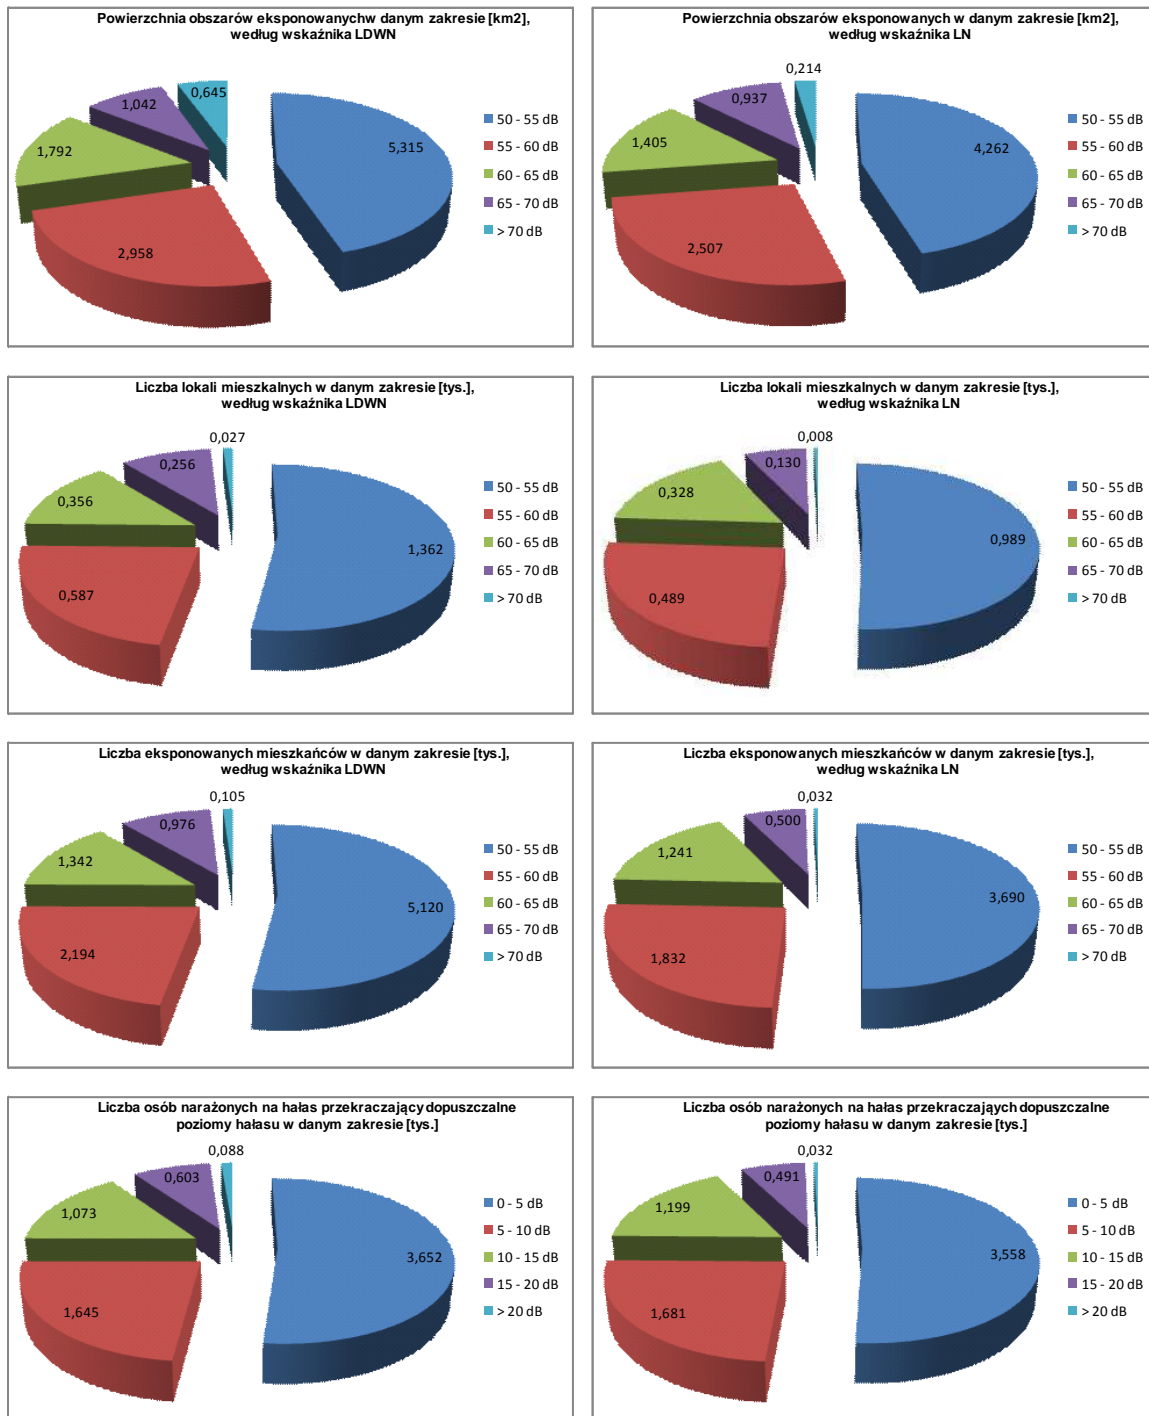 Powierzchnia obszarów eksponowanychw danym zakresie [km2],
według wskaźnika LDWN
0,645
1,042
1,792
5,315
2,958
50 - 55 dB
55 - 60 dB
60 - 65 dB
65 - 70 dB
> 70 dB
Powierzchnia obszarów eksponowanych w danym zakresie [km2],
według wskaźnika LN
0,214
0,937
1,405
4,262
2,507
50 - 55 dB
55 - 60 dB
60 - 65 dB
65 - 70 dB
> 70 dB
Liczba lokali mieszkalnych w danym zakresie [tys.],
według wskaźnika LDWN
0,027
0,256
0,356
1,362
0,587
50 - 55 dB
55 - 60 dB
60 - 65 dB
65 - 70 dB
> 70 dB
Liczba lokali mieszkalnych w danym zakresie [tys.],
według wskaźnika LN
0,008
0,130
0,328
0,989
0,489
50 - 55 dB
55 - 60 dB
60 - 65 dB
65 - 70 dB
> 70 dB
Liczba eksponowanych mieszkańców w danym zakresie [tys.],
według wskaźnika LDWN
0,105
0,976
1,342
5,120
2,194
50 - 55 dB
55 - 60 dB
60 - 65 dB
65 - 70 dB
> 70 dB
Liczba eksponowanych mieszkańców w danym zakresie [tys.],
według wskaźnika LN
0,032
0,500
1,241
3,690
1,832
50 - 55 dB
55 - 60 dB
60 - 65 dB
65 - 70 dB
> 70 dB
Liczba osób narażonych na hałas przekraczający dopuszczalne
poziomy hałasu w danym zakresie [tys.]
0,088
0,603
1,073
3,652
1,645
0 - 5 dB
5 - 10 dB
10 - 15 dB
15 - 20 dB
> 20 dB
Liczba osób narażonych na hałas przekraczająych dopuszczalne
poziomy hałasu w danym zakresie [tys.]
0,032
0,491
1,199
3,558
1,681
0 - 5 dB
5 - 10 dB
10 - 15 dB
15 - 20 dB
> 20 dB